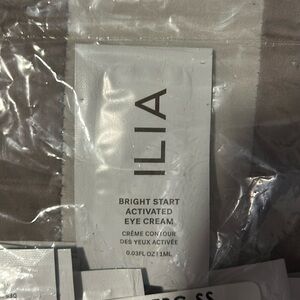 ILIA
BRIGHT START
ACTIVATED
EYE CREAM
CRÈME CONTOUR
DES YEUX ACTIVÉE
0.03FL OZ | 1ML